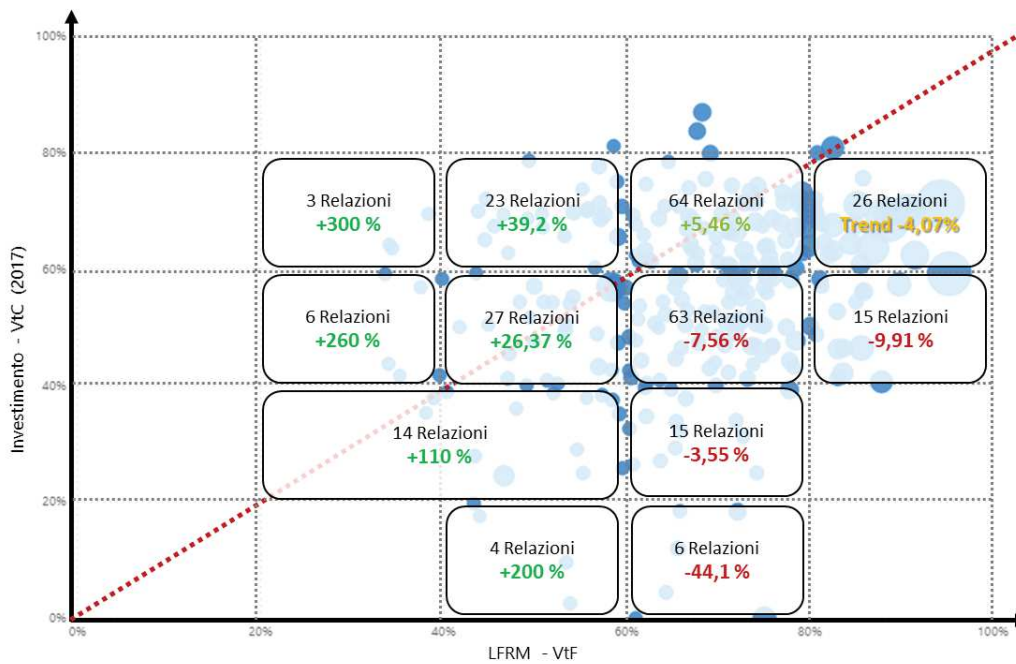 100%
80%
3 Relazioni
+300 %
23 Relazioni
+39,2 %
64 Relazioni
+5,46 %
26 Relazioni
Trend -4,07%
60%
6 Relazioni
+260 %
27 Relazioni
+26,37 %
63 Relazioni
-7,56 %
15 Relazioni
-9,91 %
40%
14 Relazioni
+110 %
15 Relazioni
-3,55 %
20%
4 Relazioni
+200 %
6 Relazioni
-44,1 %
0%
0%
20%
40%
60%
80%
100%
LFRM - VtF
Investimento - VtC (2017)